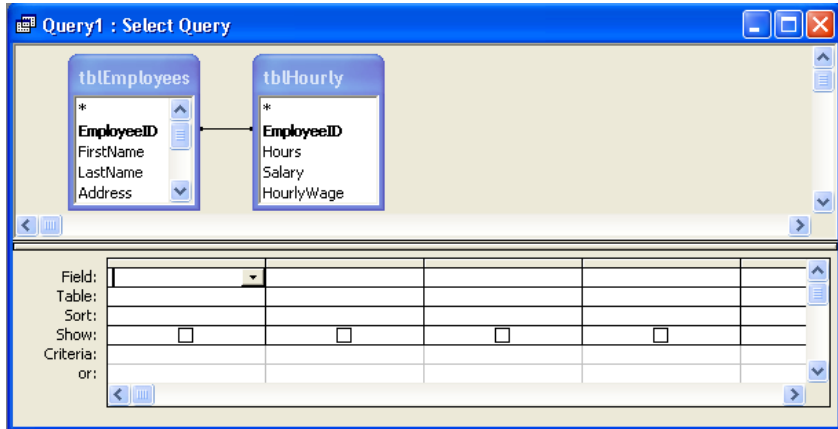 Query1 : Select Query
tblEmployees
*
EmployeeID
FirstName
LastName
Address
tblHourly
*
EmployeeID
Hours
Salary
HourlyWage
Field:
Table:
Sort:
Show:
Criteria:
or: